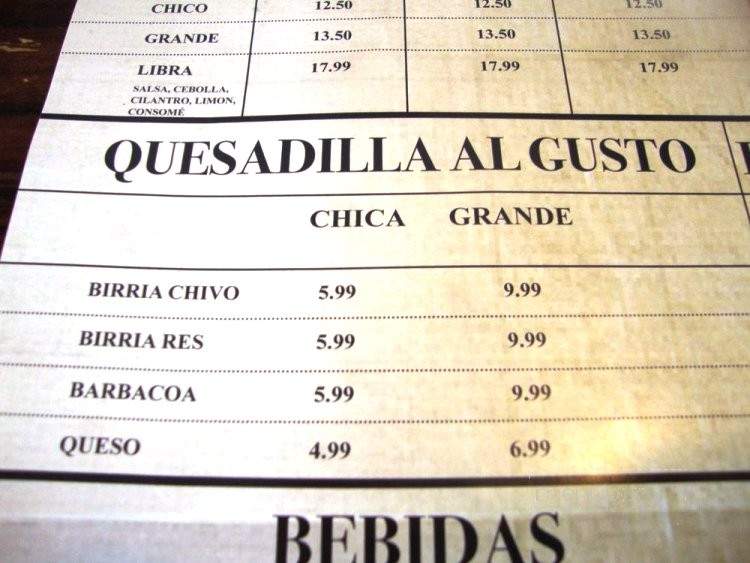 CHICO 12.50 12.50 12.50
GRANDE 13.50 13.50 13.50
LIBRA 17.99 17.99 17.99
SALSA, CEBOLLA,
CILANTRO, LIMON,
CONSOMÉ
QUESADILLA AL GUSTO
CHICA GRANDE
BIRRIA CHIVO 5.99 9.99
BIRRIA RES 5.99 9.99
BARBACOA 5.99 9.99
QUESO 4.99 6.99
BEBIDAS